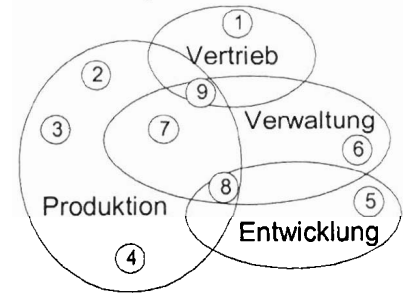 1
Vertrieb
2
9
3
7
Verwaltung
6
8
5
Produktion
Entwicklung
4